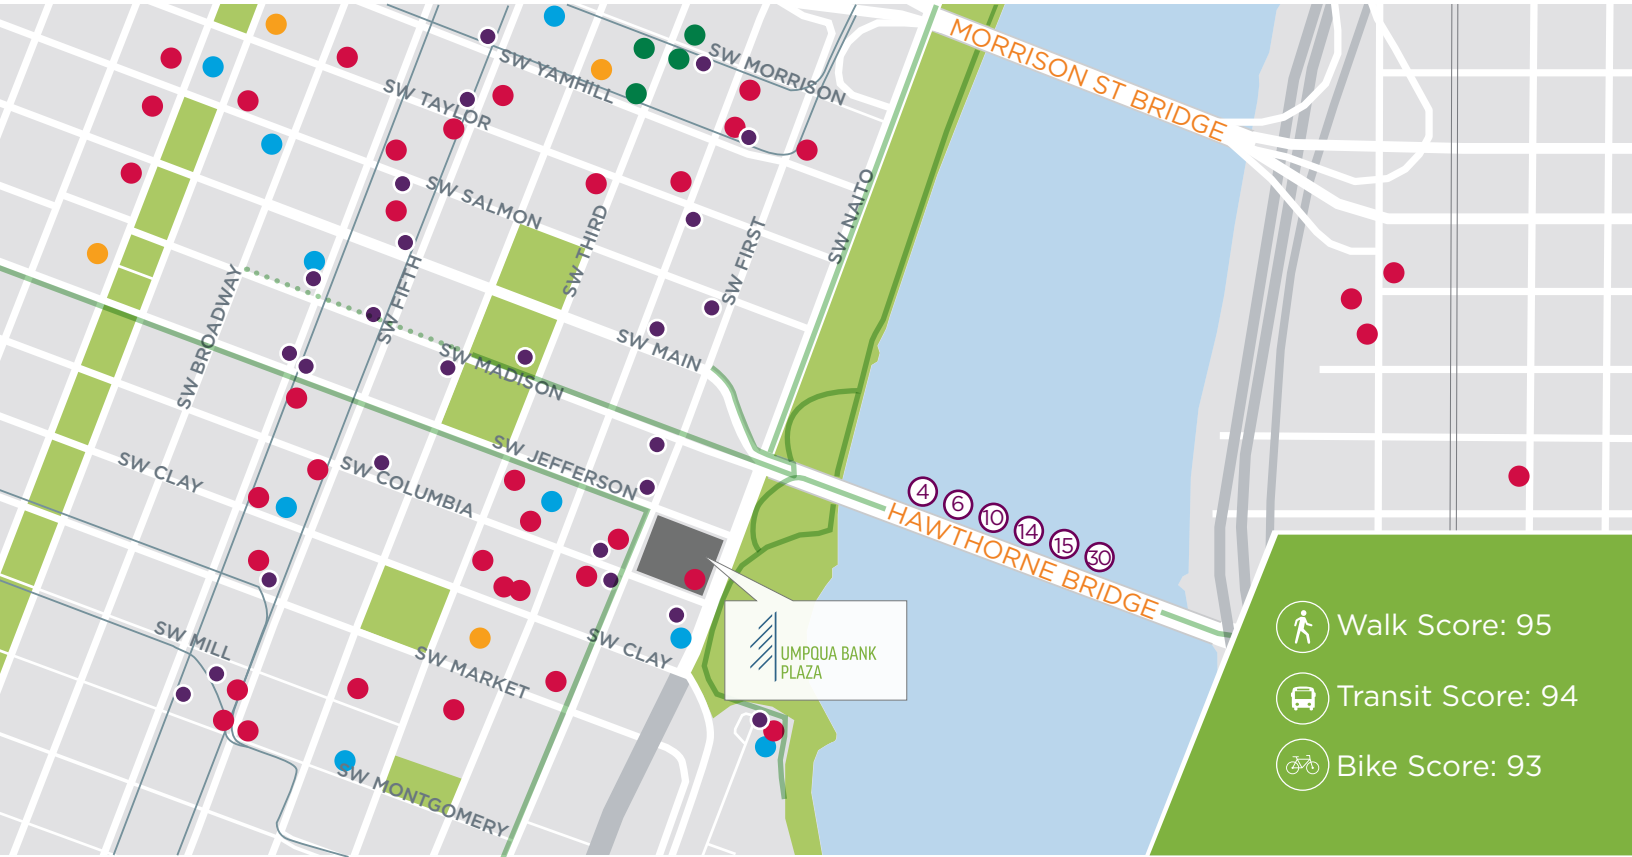 MORRISON ST BRIDGE
SW MORRISON
SW YAMHILL
SW TAYLOR
SW SALMON
SW NAITO
SW THIRD
SW FIRST
SW BROADWAY
SW FIFTH
SW MAIN
SW MADISON
SW JEFFERSON
SW COLUMBIA
SW CLAY
4
6
10
14
15
30
HAWTHORNE BRIDGE
SW CLAY
UMPQUA BANK
PLAZA
SW MILL
SW MARKET
SW MONTGOMERY
Walk Score: 95
Transit Score: 94
Bike Score: 93